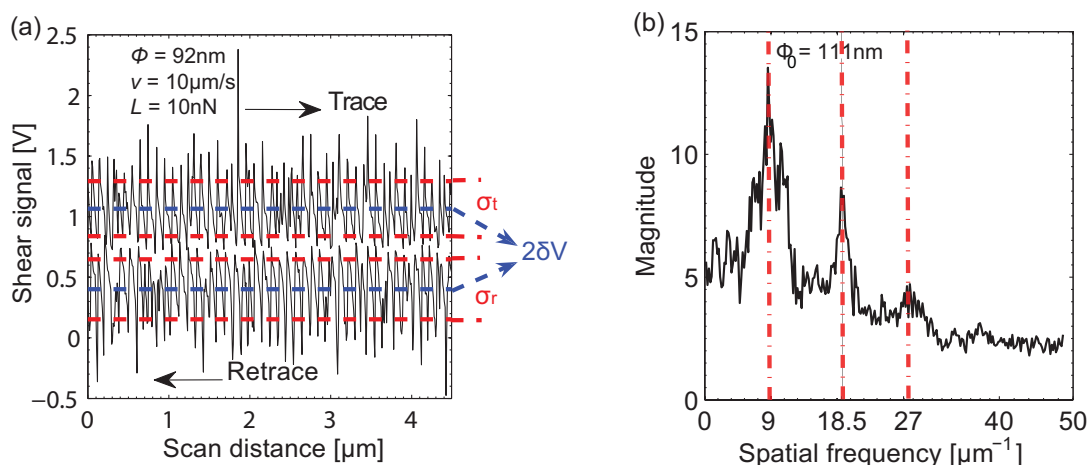 (a)
Shear signal [V]
2.5
2
1.5
1
0.5
0
−0.5
Φ = 92nm
v = 10μm/s
L = 10nN
Trace
Retrace
σt
2δV
σr
0 1 2 3 4
Scan distance [μm]
(b)
Magnitude
15
10
5
0
Φ0 = 111nm
0 9 18.5 27 40 50
Spatial frequency [μm⁻¹]